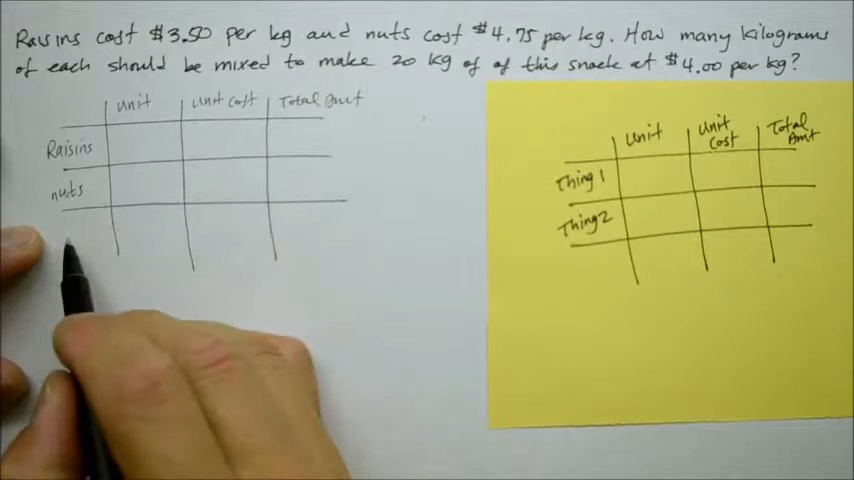 Raisins cost $3.50 per kg and nuts cost $4.75 per kg. How many kilograms
of each should be mixed to make 20 kg of of this snack at $4.00 per kg?
unit unit cost Total Amt
Raisins
nuts
Unit Unit Cost Total Amt
Thing 1
Thing 2